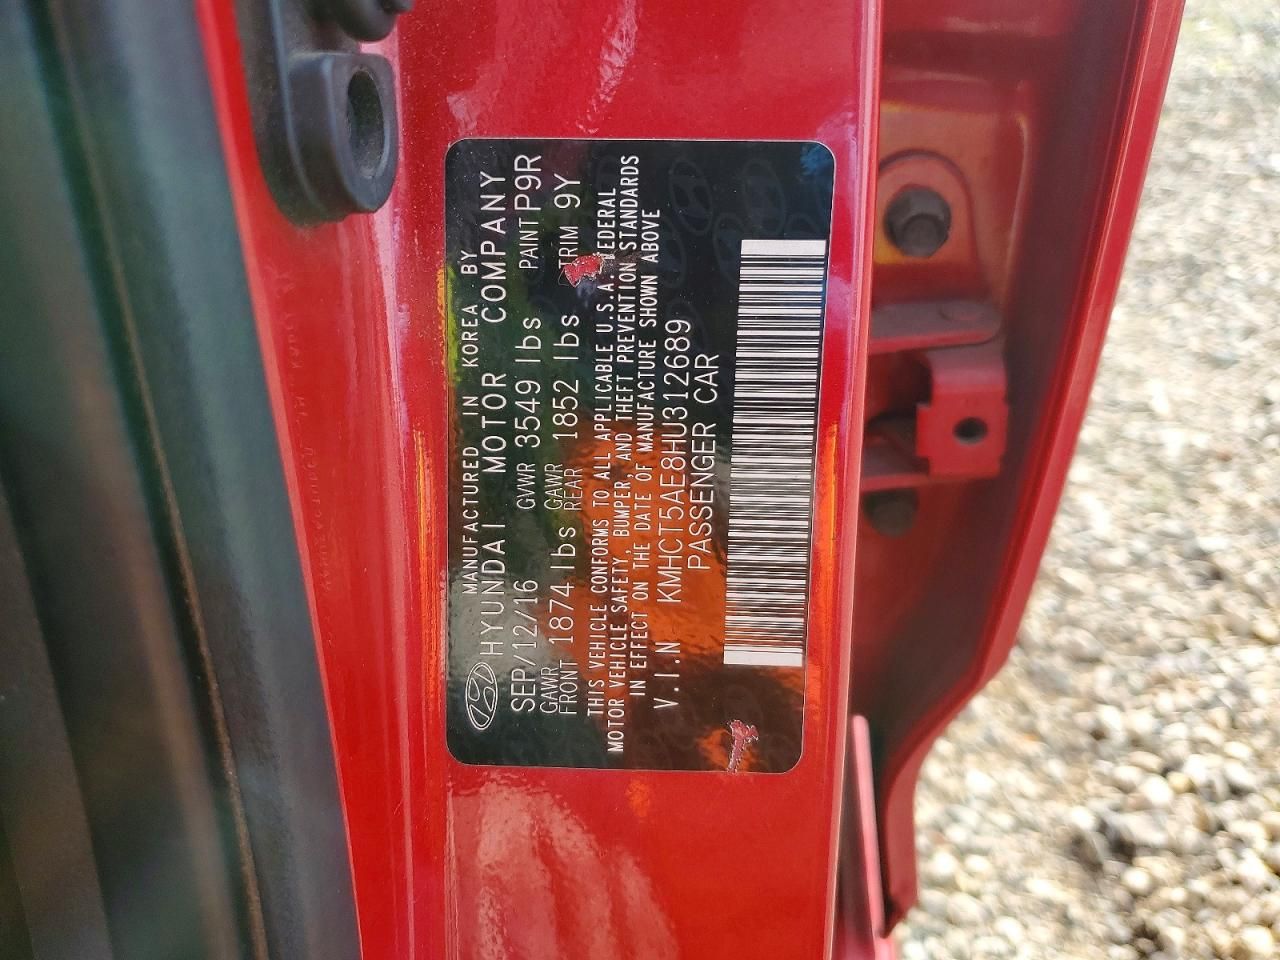 MANUFACTURED IN KOREA BY
HYUNDAI MOTOR COMPANY
SEP/12/16 GVWR 3549 lbs PAINT P9R
GAWR FRONT 1874 lbs GAWR REAR 1852 lbs TRIM 9Y
THIS VEHICLE CONFORMS TO ALL APPLICABLE U.S.A. FEDERAL
MOTOR VEHICLE SAFETY, BUMPER, AND THEFT PREVENTION STANDARDS
IN EFFECT ON THE DATE OF MANUFACTURE SHOWN ABOVE
V.I.N KMHCT5AE8HU312689
PASSENGER CAR